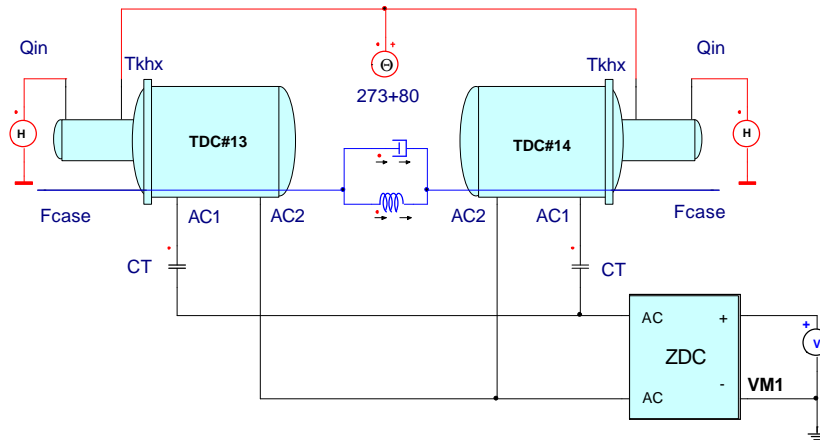 Qin
Tkhx
Θ
273+80
Tkhx
Qin
H
TDC#13
TDC#14
H
Fcase
AC1
AC2
AC2
AC1
Fcase
CT
CT
AC
+
ZDC
V
+
AC
-
VM1